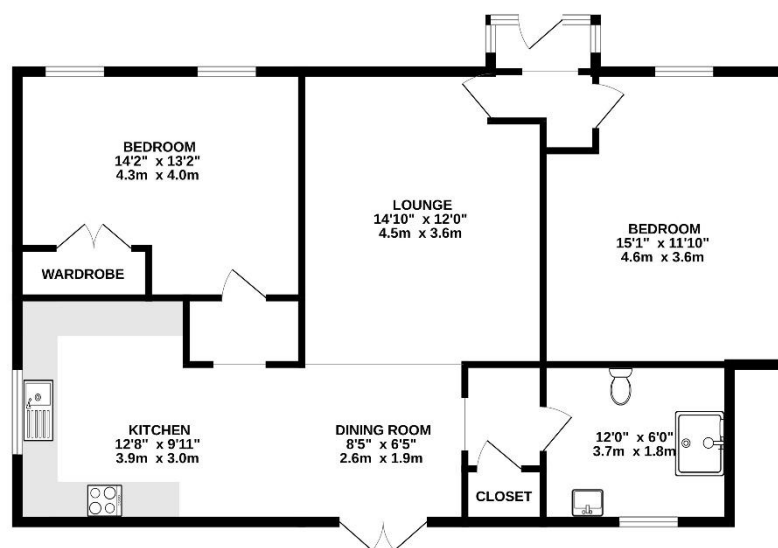 BEDROOM
14'2" x 13'2"
4.3m x 4.0m
WARDROBE
LOUNGE
14'10" x 12'0"
4.5m x 3.6m
BEDROOM
15'1" x 11'10"
4.6m x 3.6m
KITCHEN
12'8" x 9'11"
3.9m x 3.0m
DINING ROOM
8'5" x 6'5"
2.6m x 1.9m
12'0" x 6'0"
3.7m x 1.8m
CLOSET